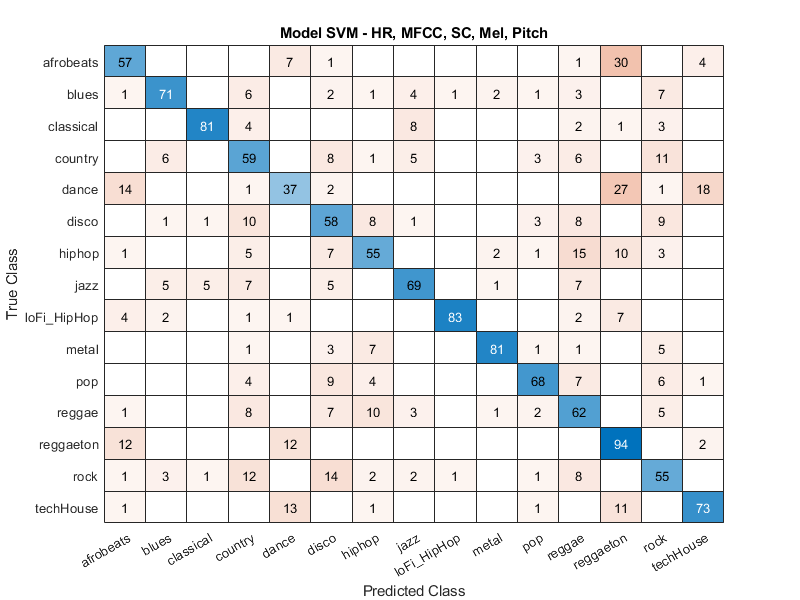 Model SVM - HR, MFCC, SC, Mel, Pitch
True Class
afrobeats 57 7 1 1 30 4
blues 1 71 6 2 1 4 1 2 1 3 7
classical 81 4 8 2 1 3
country 6 59 8 1 5 3 6 11
dance 14 1 37 2 27 1 18
disco 1 1 10 58 8 1 3 8 9
hiphop 1 5 7 55 2 1 15 10 3
jazz 5 5 7 5 69 1 7
loFi_HipHop 4 2 1 1 83 2 7
metal 1 3 7 81 1 1 5
pop 4 9 4 68 7 6 1
reggae 1 8 7 10 3 1 2 62 5
reggaeton 12 12 94 2
rock 1 3 1 12 14 2 2 1 1 8 55
techHouse 1 13 1 1 11 73
afrobeats blues classical country dance disco hiphop jazz loFi_HipHop metal pop reggae reggaeton rock techHouse
Predicted Class